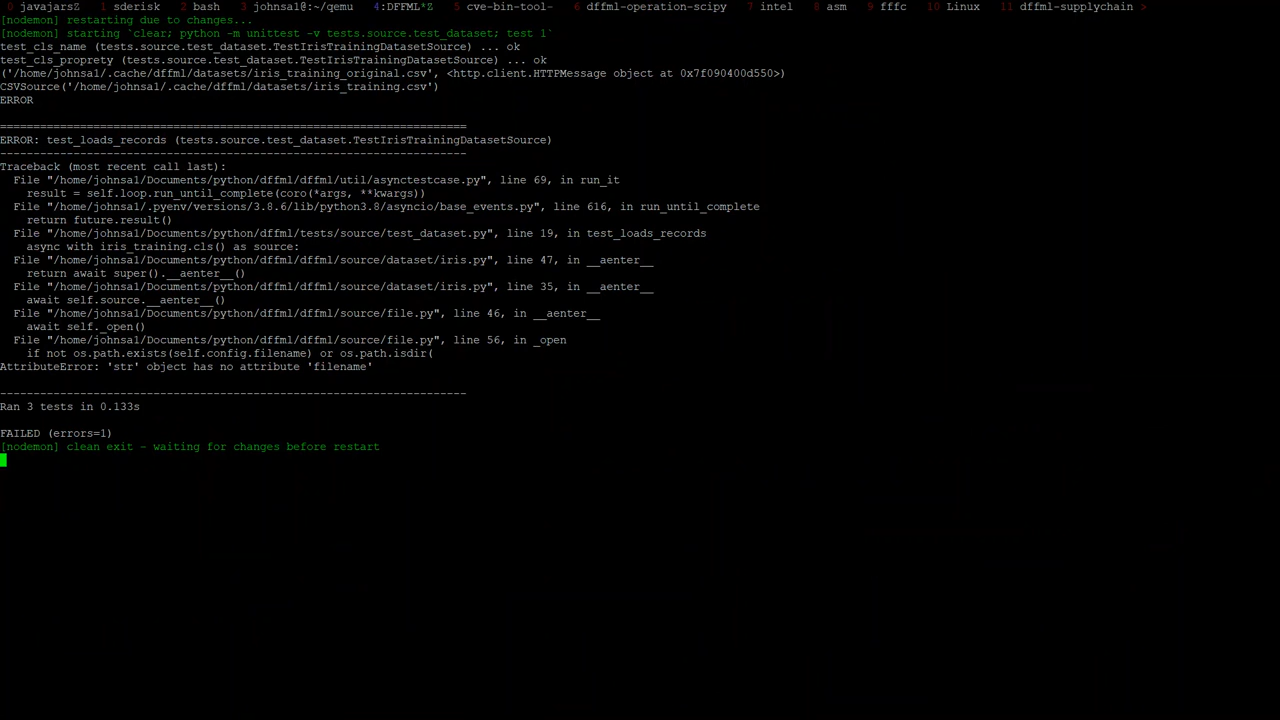 0 javajarsZ  1 sderisk  2 bash  3 johnsa1@:~/qemu  4:DFFML*Z  5 cve-bin-tool-  6 dffml-operation-scipy  7 intel  8 asm  9 fffc  10 Linux  11 dffml-supplychain >
[nodemon] restarting due to changes...
[nodemon] starting `clear; python -m unittest -v tests.source.test_dataset; test 1`
test_cls_name (tests.source.test_dataset.TestIrisTrainingDatasetSource) ... ok
test_cls_proprety (tests.source.test_dataset.TestIrisTrainingDatasetSource) ... ok
('/home/johnsa1/.cache/dffml/datasets/iris_training_original.csv', <http.client.HTTPMessage object at 0x7f090400d550>)
CSVSource('/home/johnsa1/.cache/dffml/datasets/iris_training.csv')
ERROR
======================================================================
ERROR: test_loads_records (tests.source.test_dataset.TestIrisTrainingDatasetSource)
----------------------------------------------------------------------
Traceback (most recent call last):
  File "/home/johnsa1/Documents/python/dffml/dffml/util/asynctestcase.py", line 69, in run_it
    result = self.loop.run_until_complete(coro(*args, **kwargs))
  File "/home/johnsa1/.pyenv/versions/3.8.6/lib/python3.8/asyncio/base_events.py", line 616, in run_until_complete
    return future.result()
  File "/home/johnsa1/Documents/python/dffml/tests/source/test_dataset.py", line 19, in test_loads_records
    async with iris_training.cls() as source:
  File "/home/johnsa1/Documents/python/dffml/dffml/source/dataset/iris.py", line 47, in __aenter__
    return await super().__aenter__()
  File "/home/johnsa1/Documents/python/dffml/dffml/source/dataset/iris.py", line 35, in __aenter__
    await self.source.__aenter__()
  File "/home/johnsa1/Documents/python/dffml/dffml/source/file.py", line 46, in __aenter__
    await self._open()
  File "/home/johnsa1/Documents/python/dffml/dffml/source/file.py", line 56, in _open
    if not os.path.exists(self.config.filename) or os.path.isdir(
AttributeError: 'str' object has no attribute 'filename'
----------------------------------------------------------------------
Ran 3 tests in 0.133s
FAILED (errors=1)
[nodemon] clean exit - waiting for changes before restart